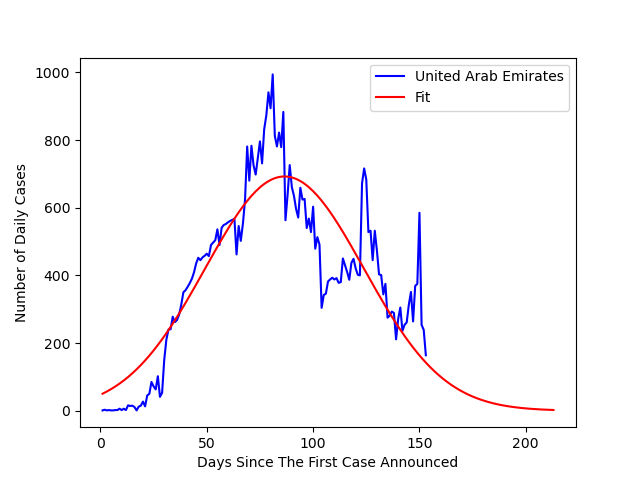 United Arab Emirates
Fit
Number of Daily Cases
1000
800
600
400
200
0
0 50 100 150 200
Days Since The First Case Announced